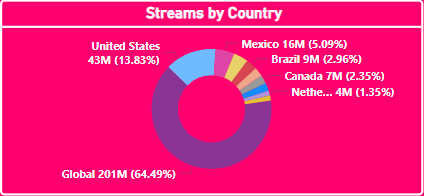 Streams by Country
United States
43M (13.83%)
Mexico 16M (5.09%)
Brazil 9M (2.96%)
Canada 7M (2.35%)
Nethe... 4M (1.35%)
Global 201M (64.49%)